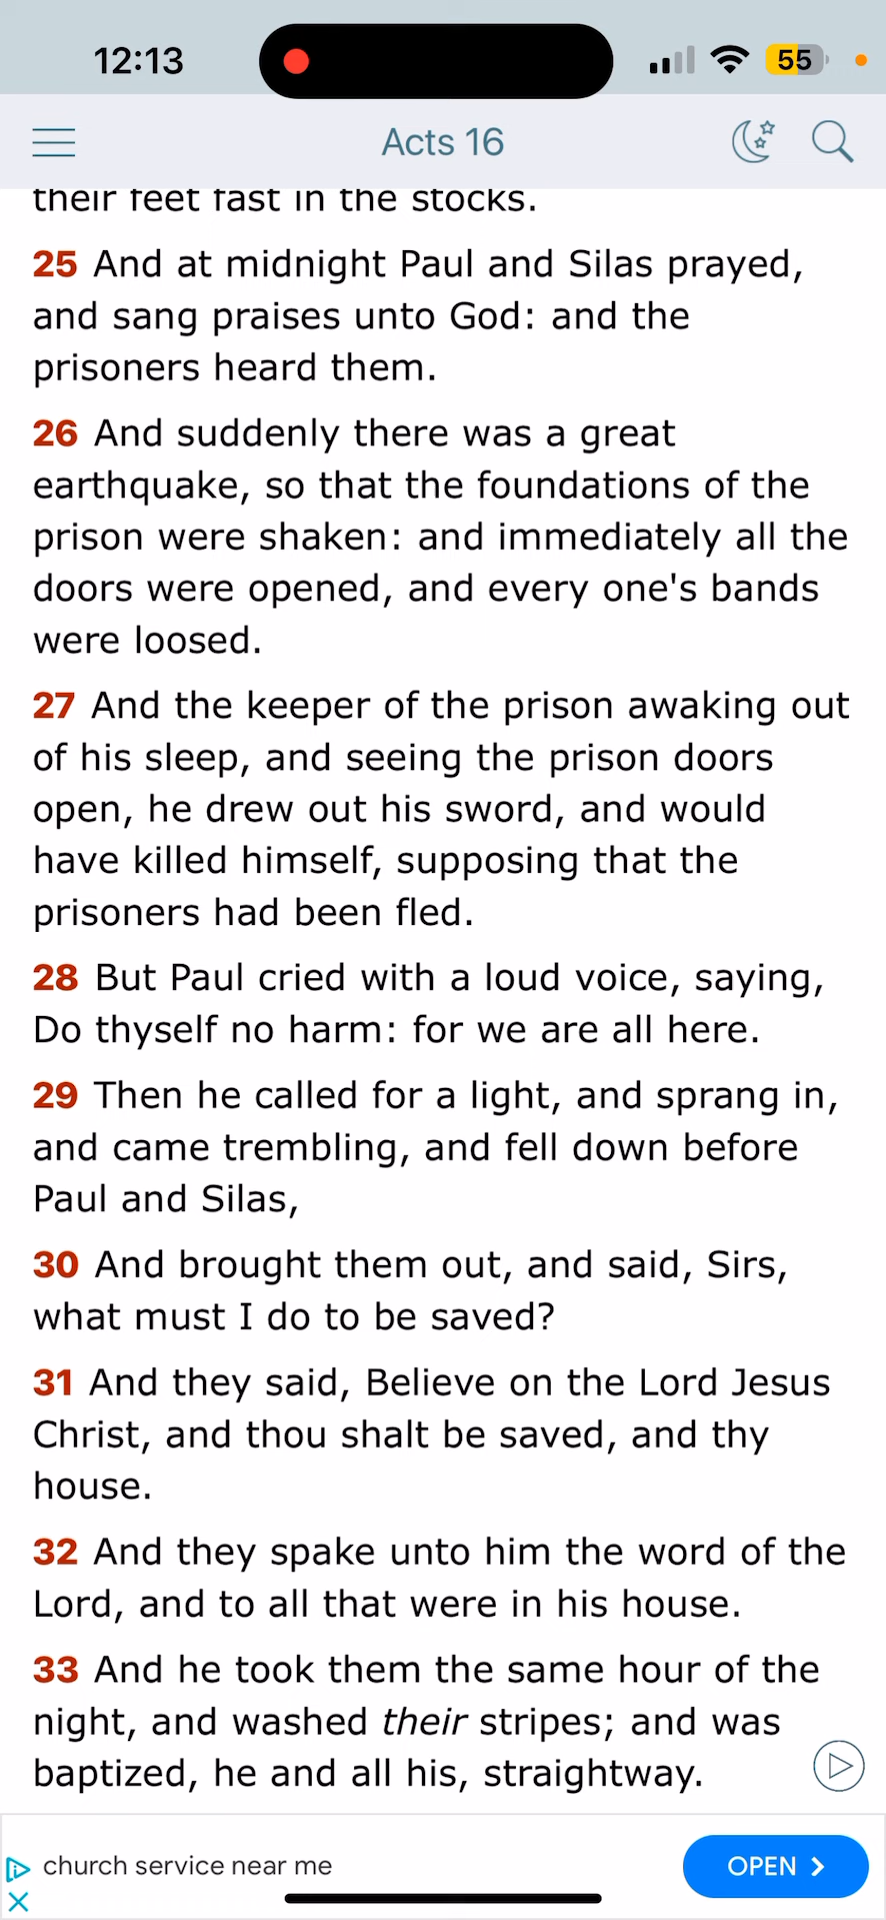 12:13
55
Acts 16
their feet fast in the stocks.
25 And at midnight Paul and Silas prayed,
and sang praises unto God: and the
prisoners heard them.
26 And suddenly there was a great
earthquake, so that the foundations of the
prison were shaken: and immediately all the
doors were opened, and every one's bands
were loosed.
27 And the keeper of the prison awaking out
of his sleep, and seeing the prison doors
open, he drew out his sword, and would
have killed himself, supposing that the
prisoners had been fled.
28 But Paul cried with a loud voice, saying,
Do thyself no harm: for we are all here.
29 Then he called for a light, and sprang in,
and came trembling, and fell down before
Paul and Silas,
30 And brought them out, and said, Sirs,
what must I do to be saved?
31 And they said, Believe on the Lord Jesus
Christ, and thou shalt be saved, and thy
house.
32 And they spake unto him the word of the
Lord, and to all that were in his house.
33 And he took them the same hour of the
night, and washed their stripes; and was
baptized, he and all his, straightway.
church service near me
OPEN